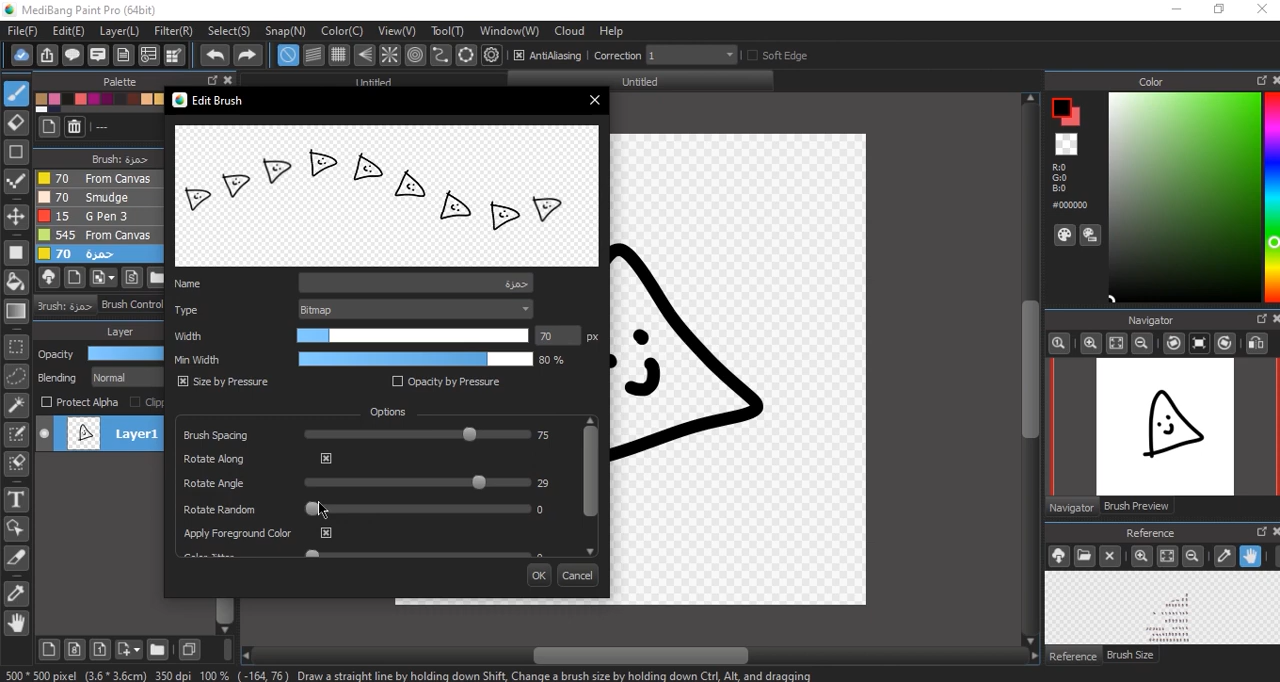 MediBang Paint Pro (64bit)
File(F) Edit(E) Layer(L) Filter(R) Select(S) Snap(N) Color(C) View(V) Tool(T) Window(W) Cloud Help
AntiAliasing Correction 1 Soft Edge
Palette Untitled Untitled Color
Edit Brush
---
Brush: حمزة
70 From Canvas
70 Smudge
15 G Pen 3
545 From Canvas
70 حمزة
Brush Control
Layer
Opacity
Blending Normal
Protect Alpha
Layer1
Name حمزة
Type Bitmap
Width 70 px
Min Width 80 %
Size by Pressure Opacity by Pressure
Options
Brush Spacing 75
Rotate Along
Rotate Angle 29
Rotate Random 0
Apply Foreground Color
OK Cancel
R:0
G:0
B:0
#000000
Navigator
Navigator Brush Preview
Reference
Reference Brush Size
500 * 500 pixel (3.6 * 3.6cm) 350 dpi 100 % ( -164, 76 ) Draw a straight line by holding down Shift, Change a brush size by holding down Ctrl, Alt, and dragging